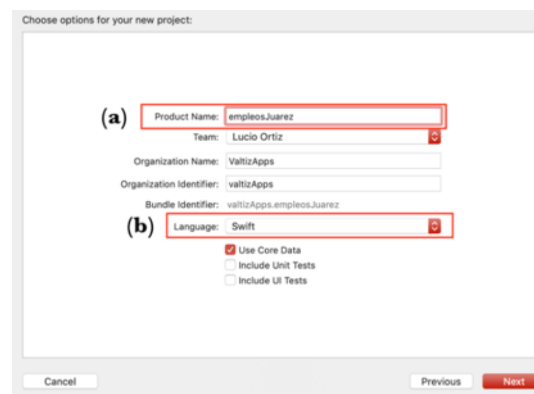 Choose options for your new project:
(a) Product Name: empleosJuarez
Team: Lucio Ortiz
Organization Name: ValtizApps
Organization Identifier: valtizApps
Bundle Identifier: valtizApps.empleosJuarez
(b) Language: Swift
Use Core Data
Include Unit Tests
Include UI Tests
Cancel Previous Next